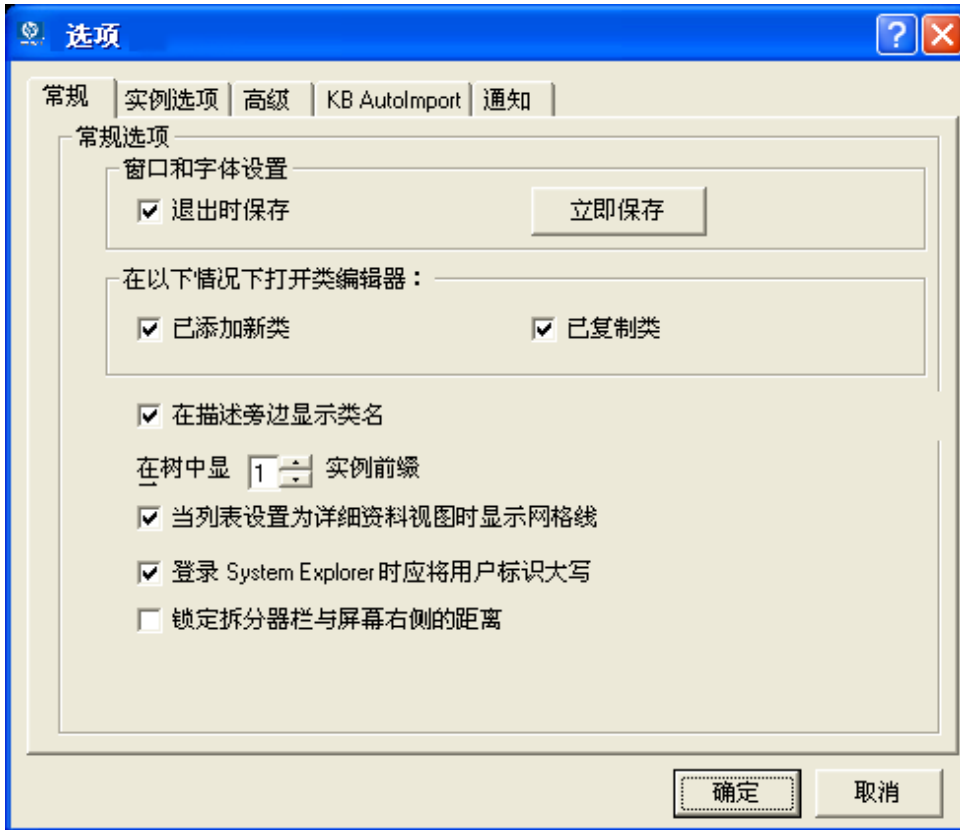 选项
常规 实例选项 高级 KB AutoImport 通知
常规选项
窗口和字体设置
退出时保存 立即保存
在以下情况下打开类编辑器：
已添加新类 已复制类
在描述旁边显示类名
在树中显 1 实例前缀
当列表设置为详细资料视图时显示网格线
登录 System Explorer 时应将用户标识大写
锁定拆分器栏与屏幕右侧的距离
确定 取消